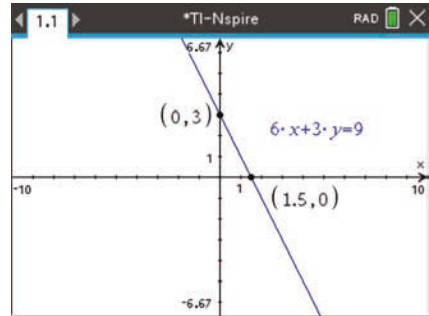 1.1 *TI-Nspire RAD
6.67 y
(0,3)
6·x+3·y=9
1
x
-10 1 10
(1.5,0)
-6.67